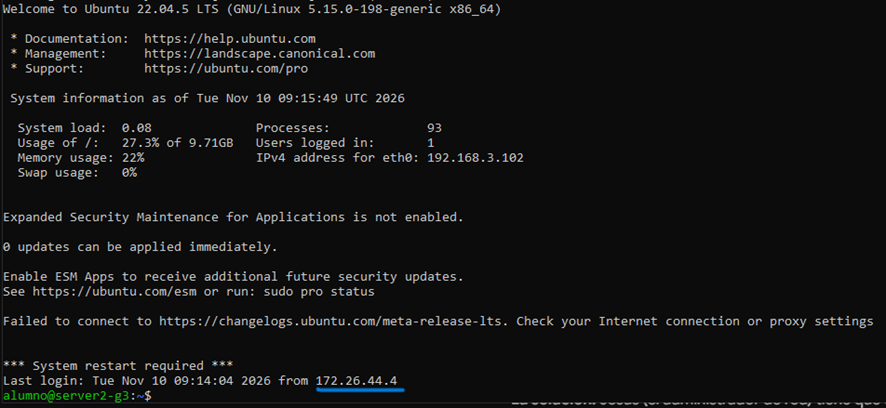 Welcome to Ubuntu 22.04.5 LTS (GNU/Linux 5.15.0-198-generic x86_64)
* Documentation:  https://help.ubuntu.com
* Management:     https://landscape.canonical.com
* Support:        https://ubuntu.com/pro
System information as of Tue Nov 10 09:15:49 UTC 2026
System load:  0.08               Processes:             93
Usage of /:   27.3% of 9.71GB   Users logged in:       1
Memory usage: 22%                IPv4 address for eth0: 192.168.3.102
Swap usage:   0%
Expanded Security Maintenance for Applications is not enabled.
0 updates can be applied immediately.
Enable ESM Apps to receive additional future security updates.
See https://ubuntu.com/esm or run: sudo pro status
Failed to connect to https://changelogs.ubuntu.com/meta-release-lts. Check your Internet connection or proxy settings
*** System restart required ***
Last login: Tue Nov 10 09:14:04 2026 from 172.26.44.4
alumno@server2-g3:~$